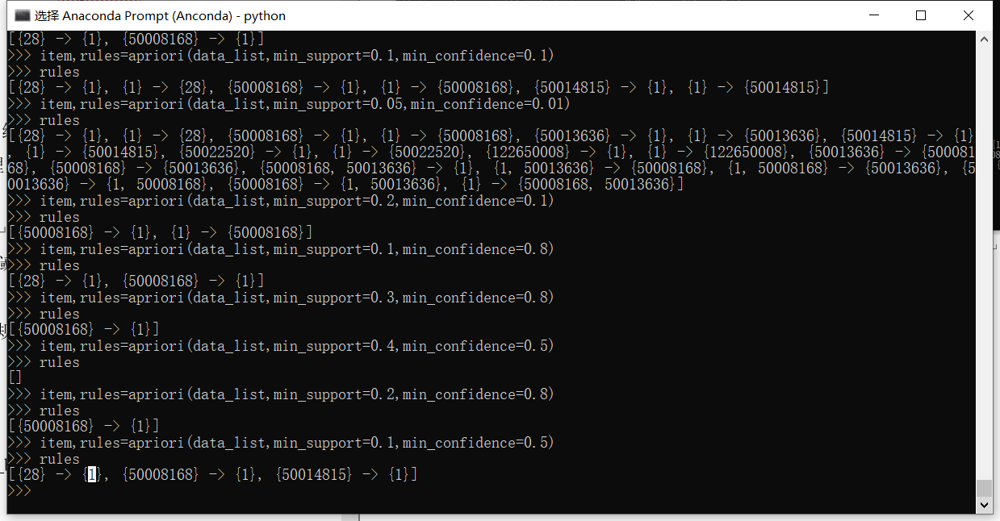 选择 Anaconda Prompt (Anconda) - python
[{28} -> {1}, {50008168} -> {1}]
>>> item,rules=apriori(data_list,min_support=0.1,min_confidence=0.1)
>>> rules
[{28} -> {1}, {1} -> {28}, {50008168} -> {1}, {1} -> {50008168}, {50014815} -> {1}, {1} -> {50014815}]
>>> item,rules=apriori(data_list,min_support=0.05,min_confidence=0.01)
>>> rules
[{28} -> {1}, {1} -> {28}, {50008168} -> {1}, {1} -> {50008168}, {50013636} -> {1}, {1} -> {50013636}, {50014815} -> {1}
, {1} -> {50014815}, {50022520} -> {1}, {1} -> {50022520}, {122650008} -> {1}, {1} -> {122650008}, {50013636} -> {500081
68}, {50008168} -> {50013636}, {50008168, 50013636} -> {1}, {1, 50013636} -> {50008168}, {1, 50008168} -> {50013636}, {5
0013636} -> {1, 50008168}, {50008168} -> {1, 50013636}, {1} -> {50008168, 50013636}]
>>> item,rules=apriori(data_list,min_support=0.2,min_confidence=0.1)
>>> rules
[{50008168} -> {1}, {1} -> {50008168}]
>>> item,rules=apriori(data_list,min_support=0.1,min_confidence=0.8)
>>> rules
[{28} -> {1}, {50008168} -> {1}]
>>> item,rules=apriori(data_list,min_support=0.3,min_confidence=0.8)
>>> rules
[{50008168} -> {1}]
>>> item,rules=apriori(data_list,min_support=0.4,min_confidence=0.5)
>>> rules
[]
>>> item,rules=apriori(data_list,min_support=0.2,min_confidence=0.8)
>>> rules
[{50008168} -> {1}]
>>> item,rules=apriori(data_list,min_support=0.1,min_confidence=0.5)
>>> rules
[{28} -> {1}, {50008168} -> {1}, {50014815} -> {1}]
>>>